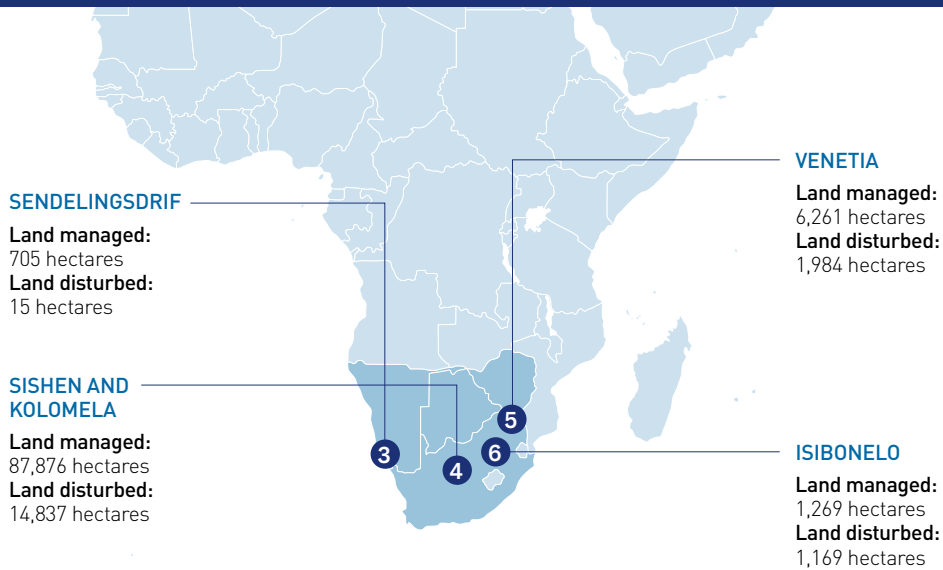 SENDELINGSDRIF
Land managed:
705 hectares
Land disturbed:
15 hectares
SISHEN AND
KOLOMELA
Land managed:
87,876 hectares
Land disturbed:
14,837 hectares
VENETIA
Land managed:
6,261 hectares
Land disturbed:
1,984 hectares
ISIBONELO
Land managed:
1,269 hectares
Land disturbed:
1,169 hectares
3
4
5
6